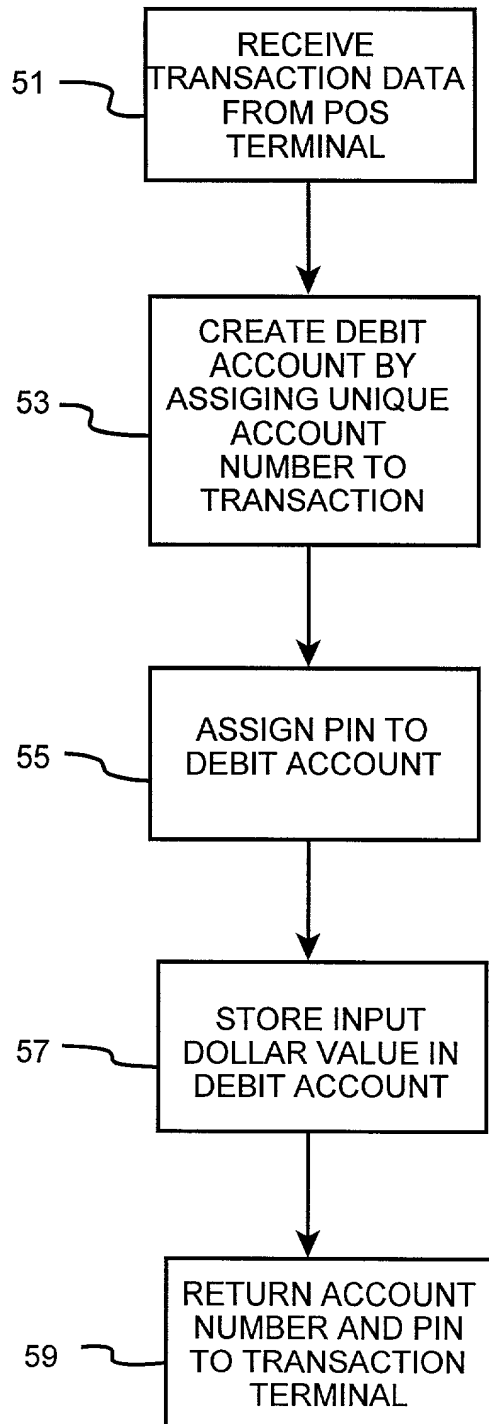 51
RECEIVE
TRANSACTION DATA
FROM POS
TERMINAL
53
CREATE DEBIT
ACCOUNT BY
ASSIGING UNIQUE
ACCOUNT
NUMBER TO
TRANSACTION
55
ASSIGN PIN TO
DEBIT ACCOUNT
57
STORE INPUT
DOLLAR VALUE IN
DEBIT ACCOUNT
59
RETURN ACCOUNT
NUMBER AND PIN
TO TRANSACTION
TERMINAL